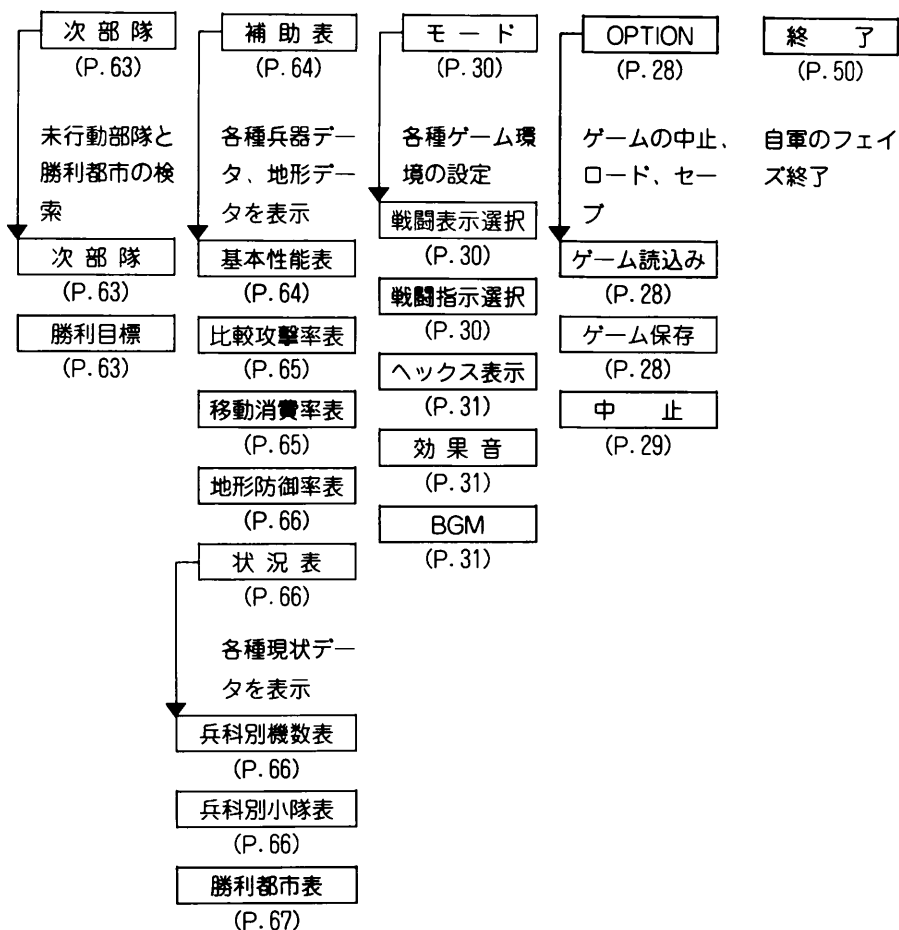 次部隊
(P.63)
未行動部隊と
勝利都市の検
索
次部隊
(P.63)
勝利目標
(P.63)
補助表
(P.64)
各種兵器デー
タ、地形デー
タを表示
基本性能表
(P.64)
比較攻撃率表
(P.65)
移動消費率表
(P.65)
地形防御率表
(P.66)
状況表
(P.66)
各種現状デー
タを表示
兵科別機数表
(P.66)
兵科別小隊表
(P.66)
勝利都市表
(P.67)
モード
(P.30)
各種ゲーム環
境の設定
戦闘表示選択
(P.30)
戦闘指示選択
(P.30)
ヘックス表示
(P.31)
効果音
(P.31)
BGM
(P.31)
OPTION
(P.28)
ゲームの中止、
ロード、セー
ブ
ゲーム読込み
(P.28)
ゲーム保存
(P.28)
中止
(P.29)
終了
(P.50)
自軍のフェイ
ズ終了